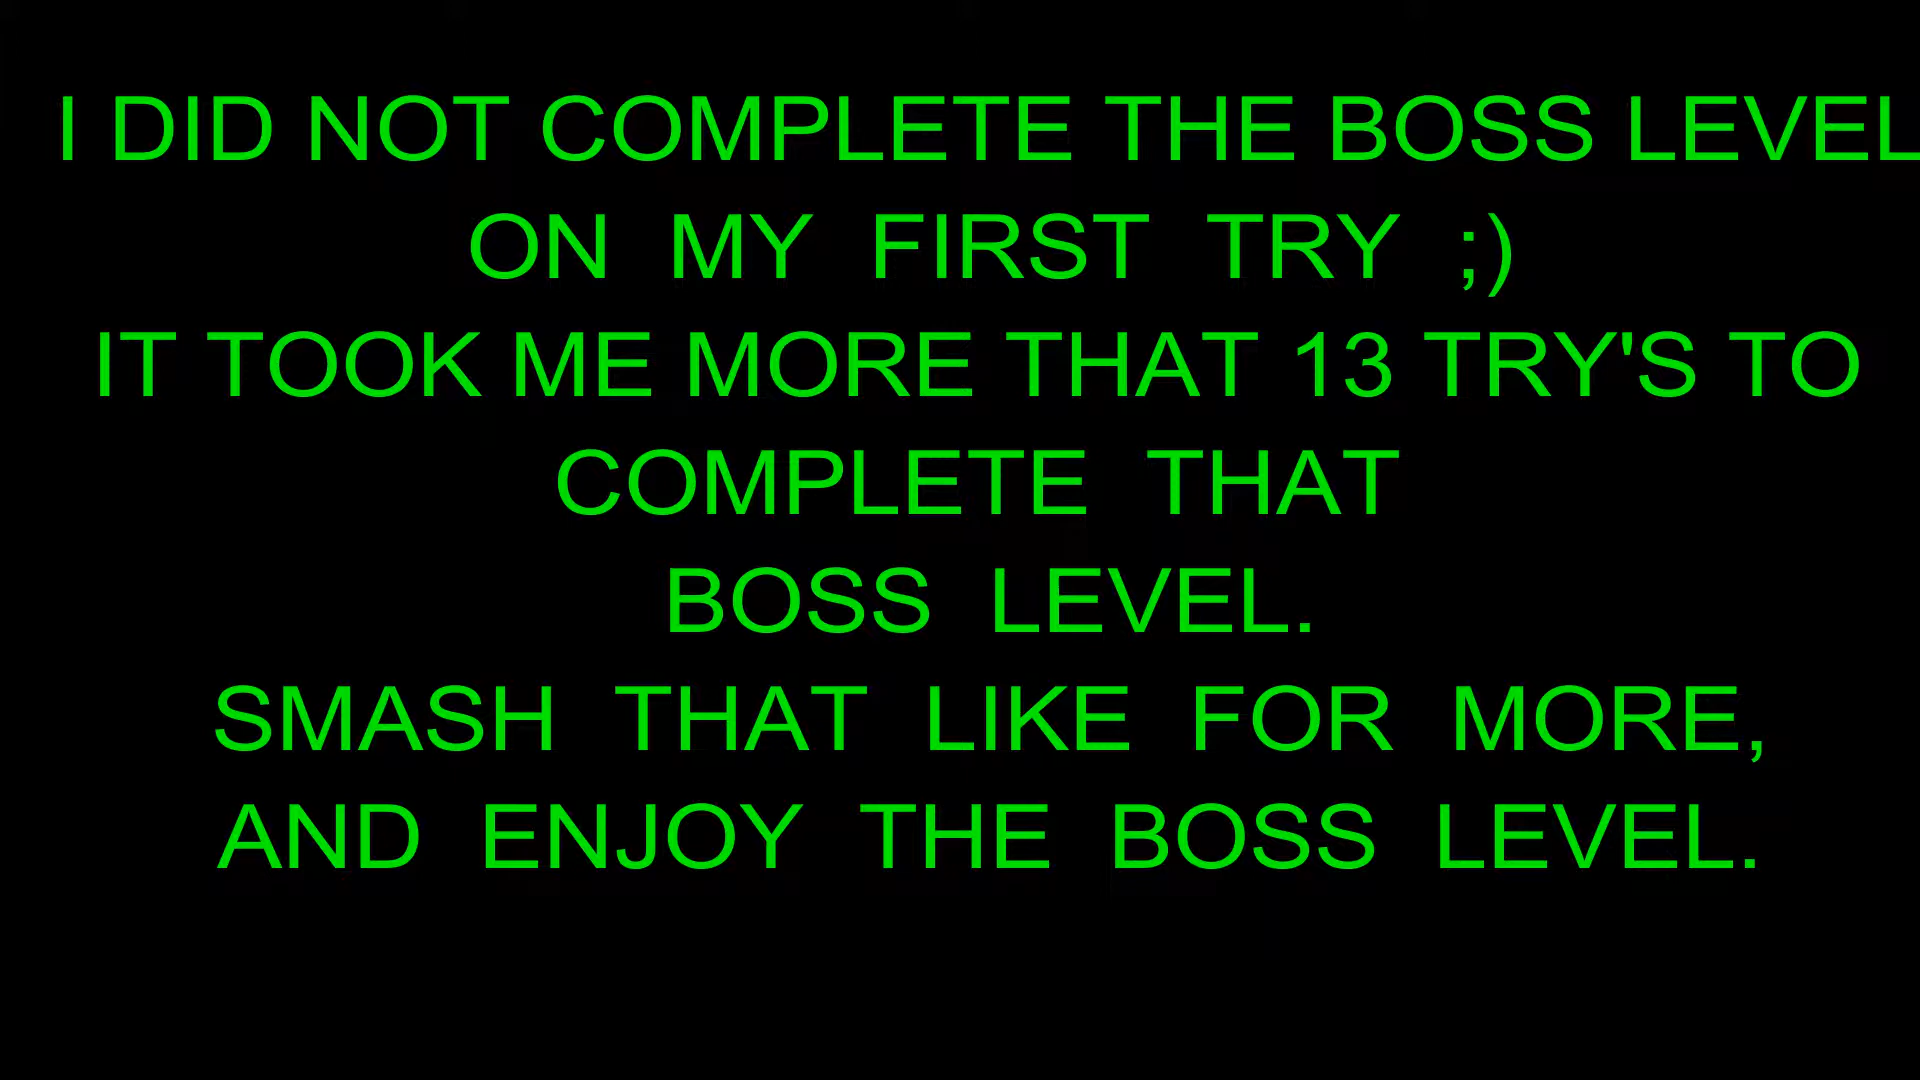 I DID NOT COMPLETE THE BOSS LEVEL
ON MY FIRST TRY ;)
IT TOOK ME MORE THAT 13 TRY'S TO
COMPLETE THAT
BOSS LEVEL.
SMASH THAT LIKE FOR MORE,
AND ENJOY THE BOSS LEVEL.